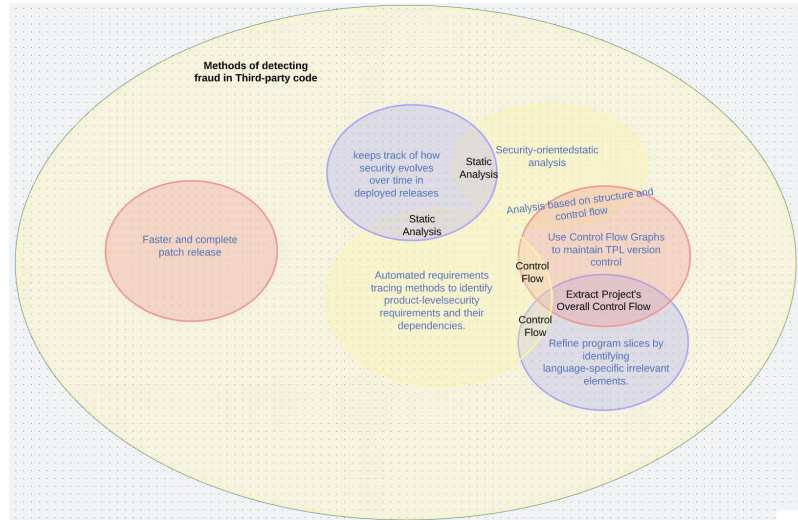 Methods of detecting
fraud in Third-party code
keeps track of how
security evolves
over time in
deployed releases
Static
Analysis
Security-orientedstatic
analysis
Static
Analysis
Analysis based on structure and
control flow
Faster and complete
patch release
Use Control Flow Graphs
to maintain TPL version
control
Control
Flow
Automated requirements
tracing methods to identify
product-levelsecurity
requirements and their
dependencies.
Extract Project's
Overall Control Flow
Control
Flow
Refine program slices by
identifying
language-specific irrelevant
elements.